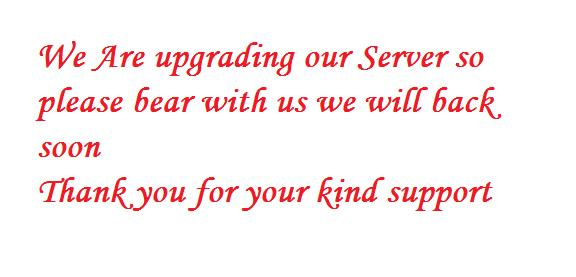 We Are upgrading our Server so
please bear with us we will back
soon
Thank you for your kind support